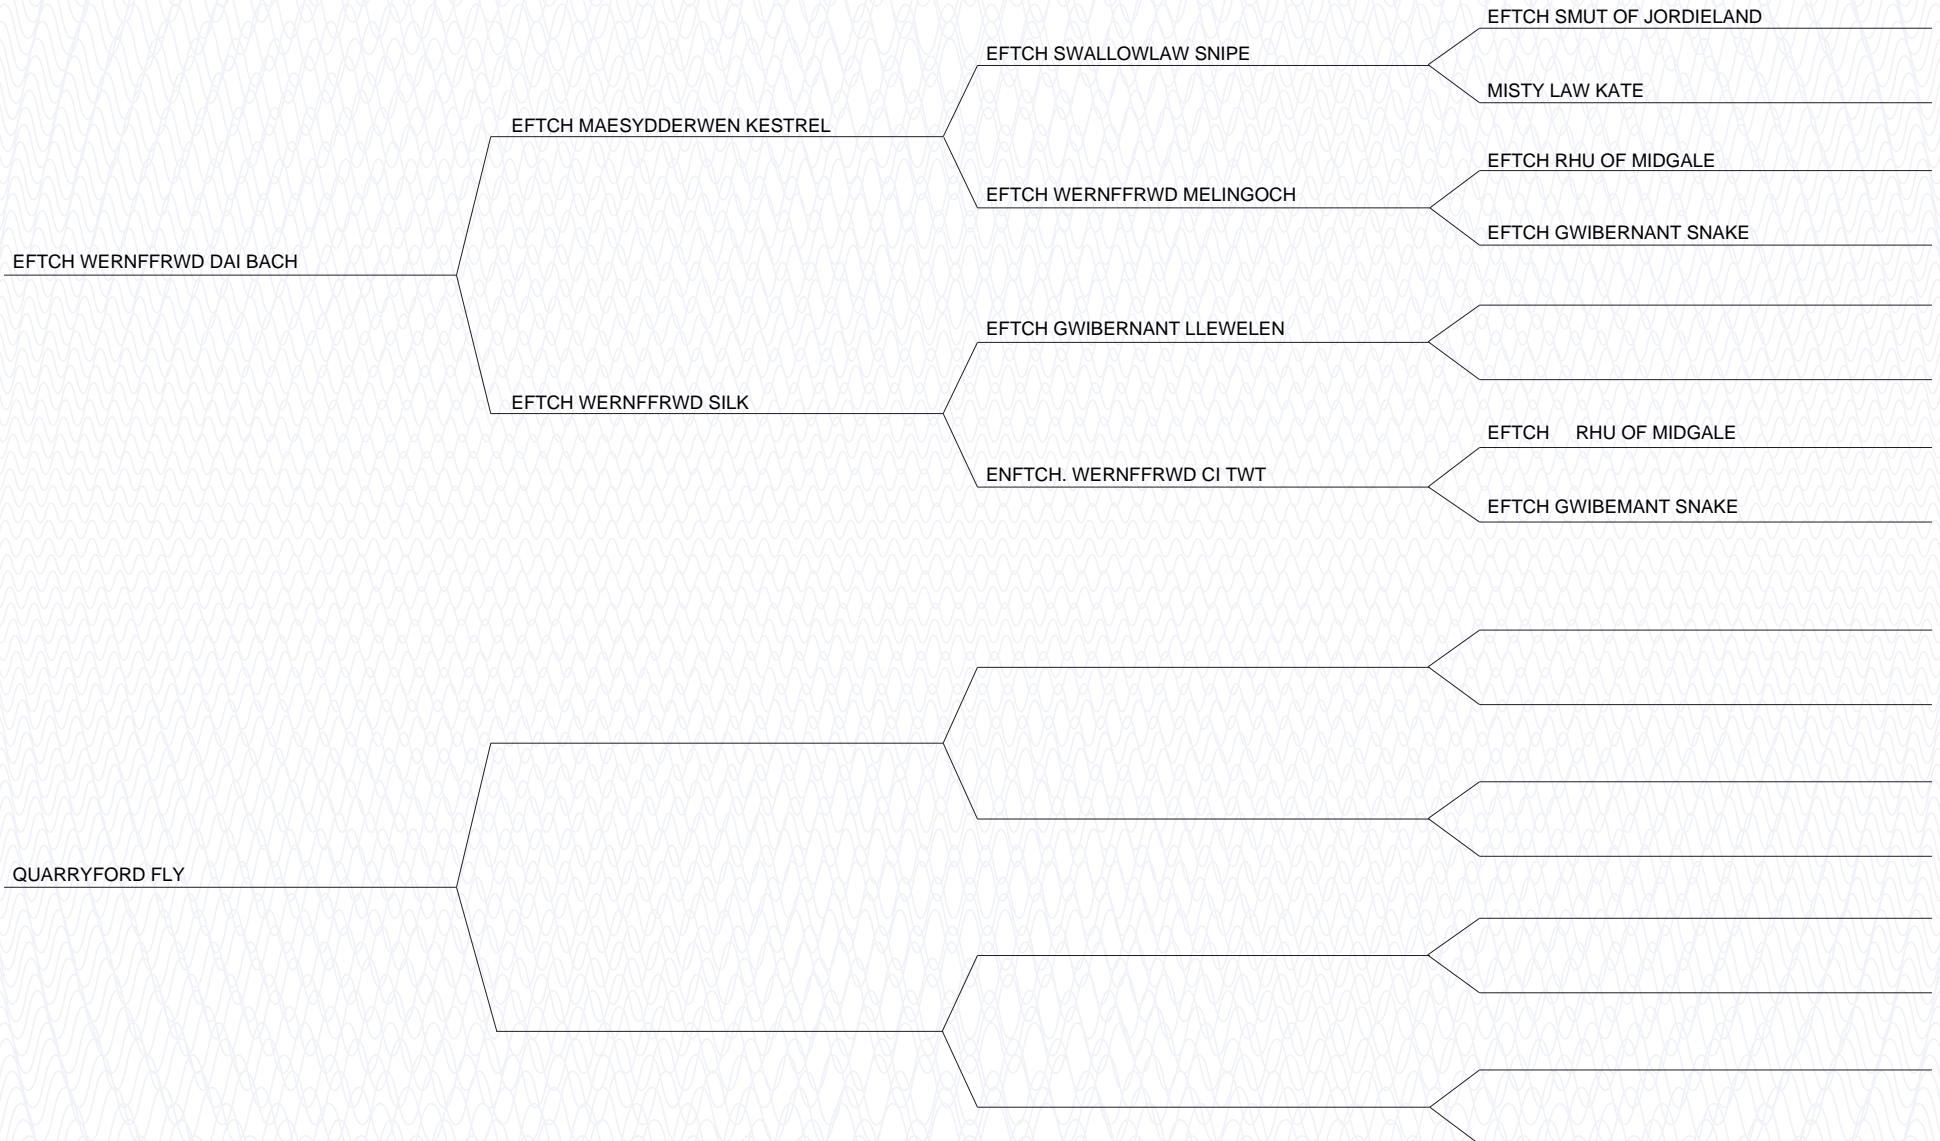 EFTCH SMUT OF JORDIELAND
EFTCH SWALLOWLAW SNIPE
MISTY LAW KATE
EFTCH MAESYDDERWEN KESTREL
EFTCH RHU OF MIDGALE
EFTCH WERNFFRWD MELINGOCH
EFTCH GWIBERNANT SNAKE
EFTCH WERNFFRWD DAI BACH
EFTCH GWIBERNANT LLEWELEN
EFTCH WERNFFRWD SILK
EFTCH RHU OF MIDGALE
ENFTCH. WERNFFRWD CI TWT
EFTCH GWIBEMANT SNAKE
QUARRYFORD FLY